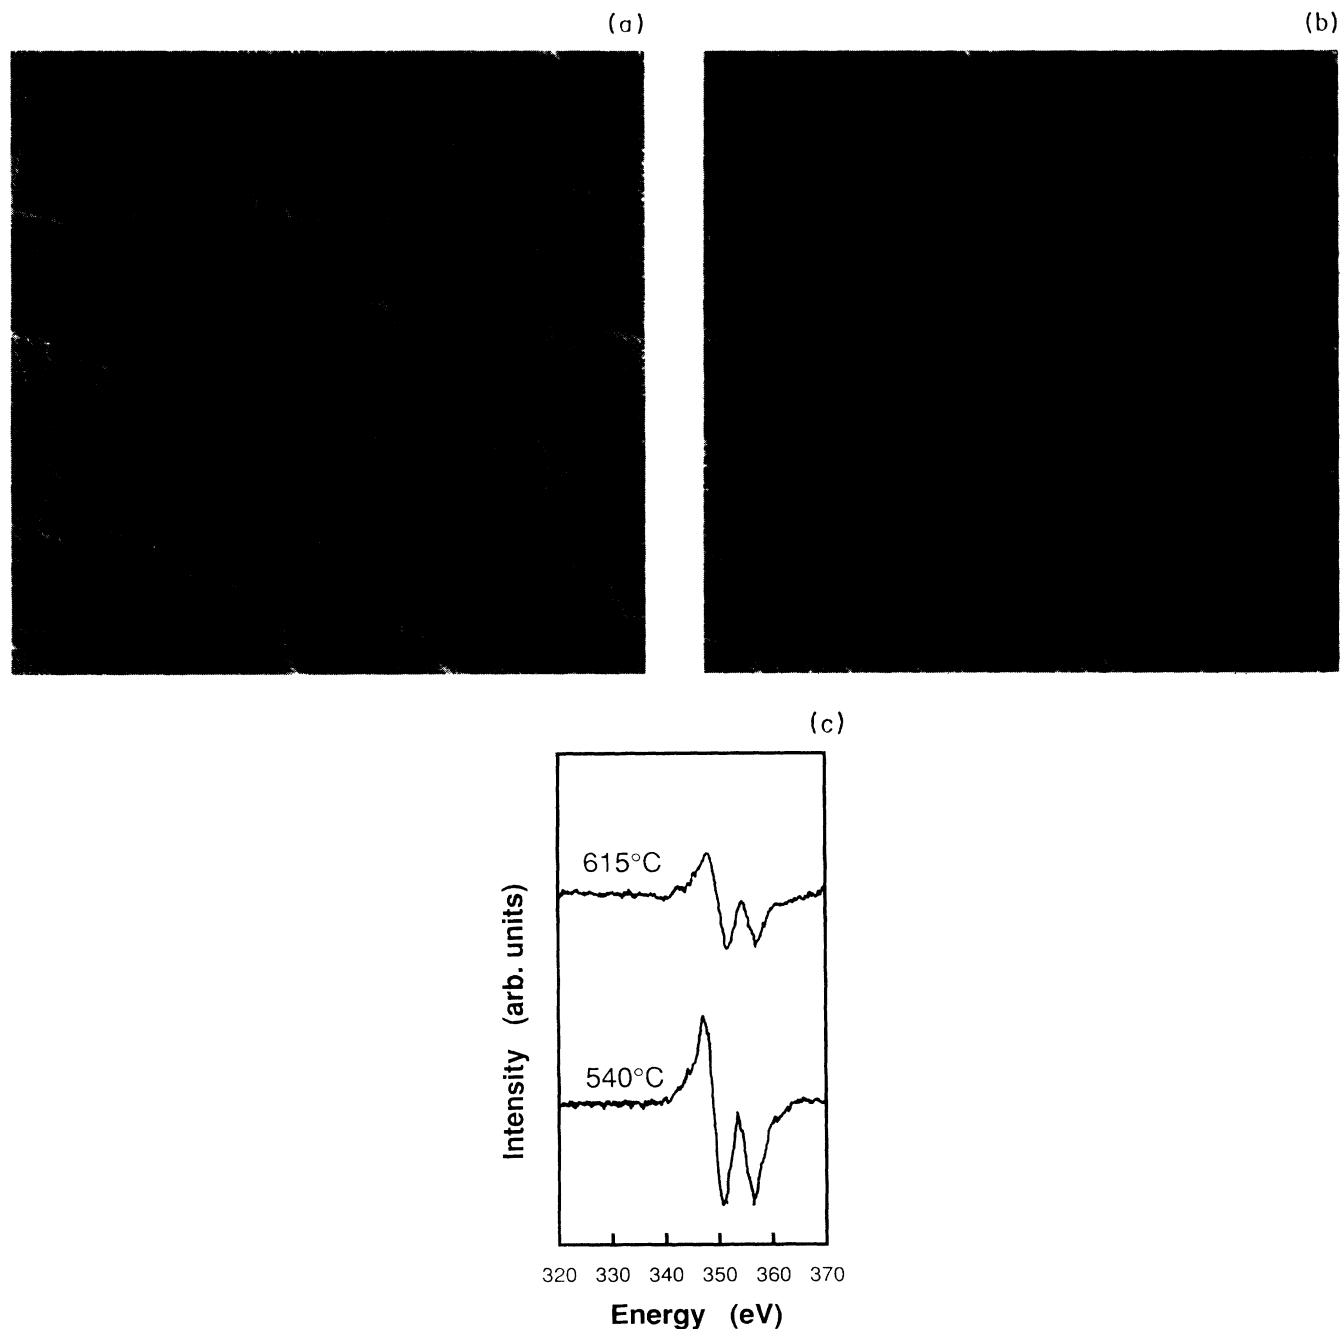 (a)
(b)
(c)
615°C
540°C
Intensity (arb. units)
320 330 340 350 360 370
Energy (eV)